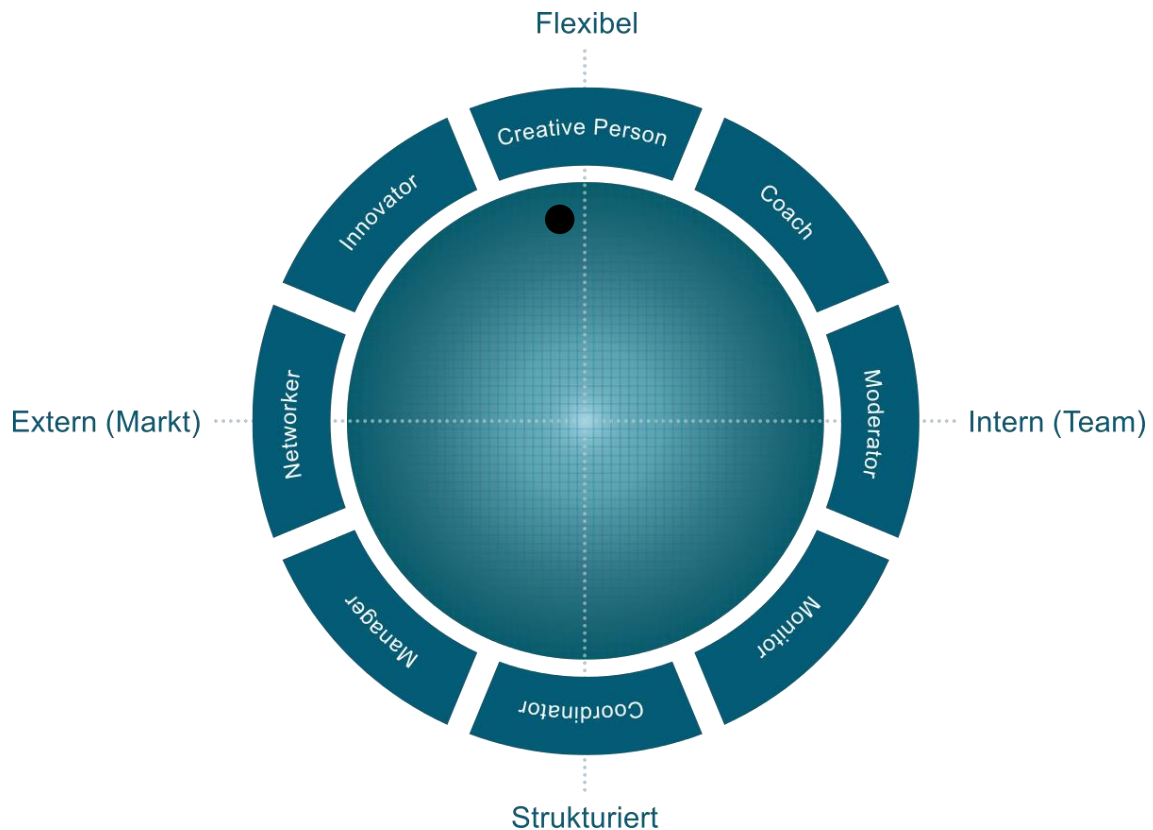 Flexibel
Creative Person
Innovator
Coach
Extern (Markt)
Networker
Moderator
Intern (Team)
Manager
Monitor
Coordinator
Strukturiert